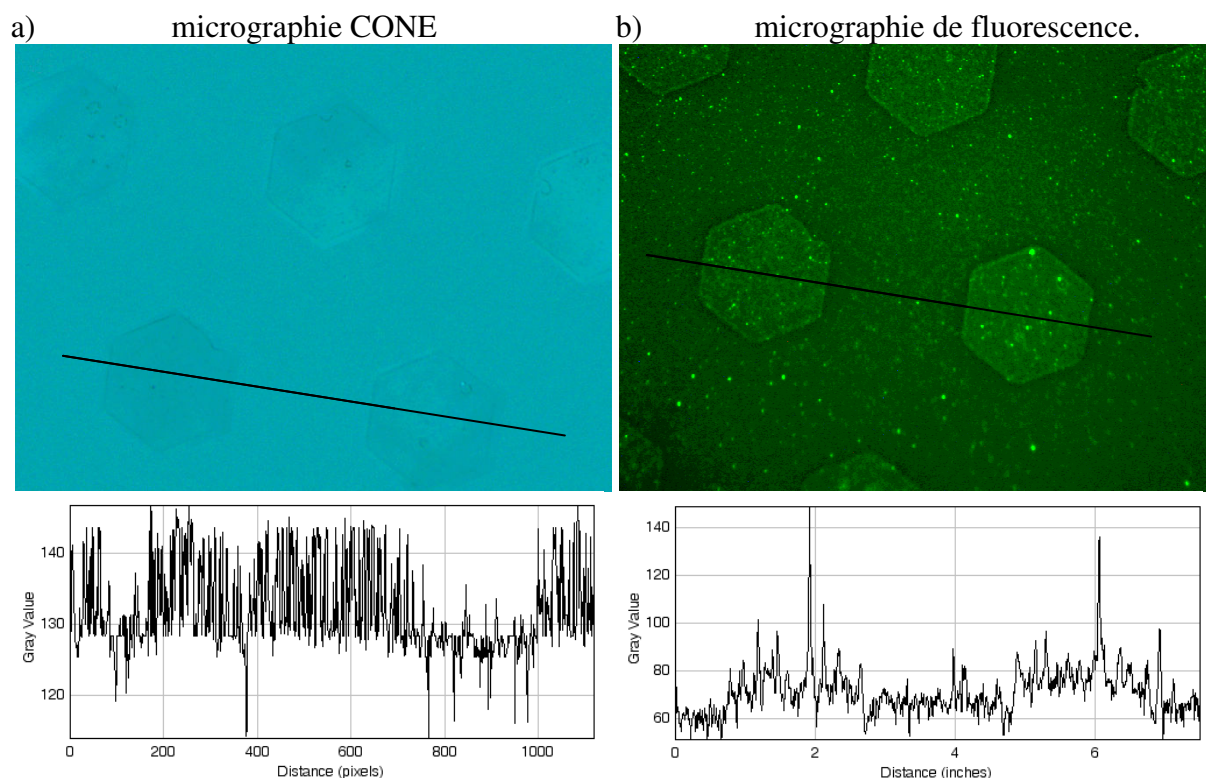 a) micrographie CONE
b) micrographie de fluorescence.
140
130
120
Gray Value
0 200 400 600 800 1000
Distance (pixels)
140
120
100
80
60
Gray Value
0 2 4 6
Distance (inches)